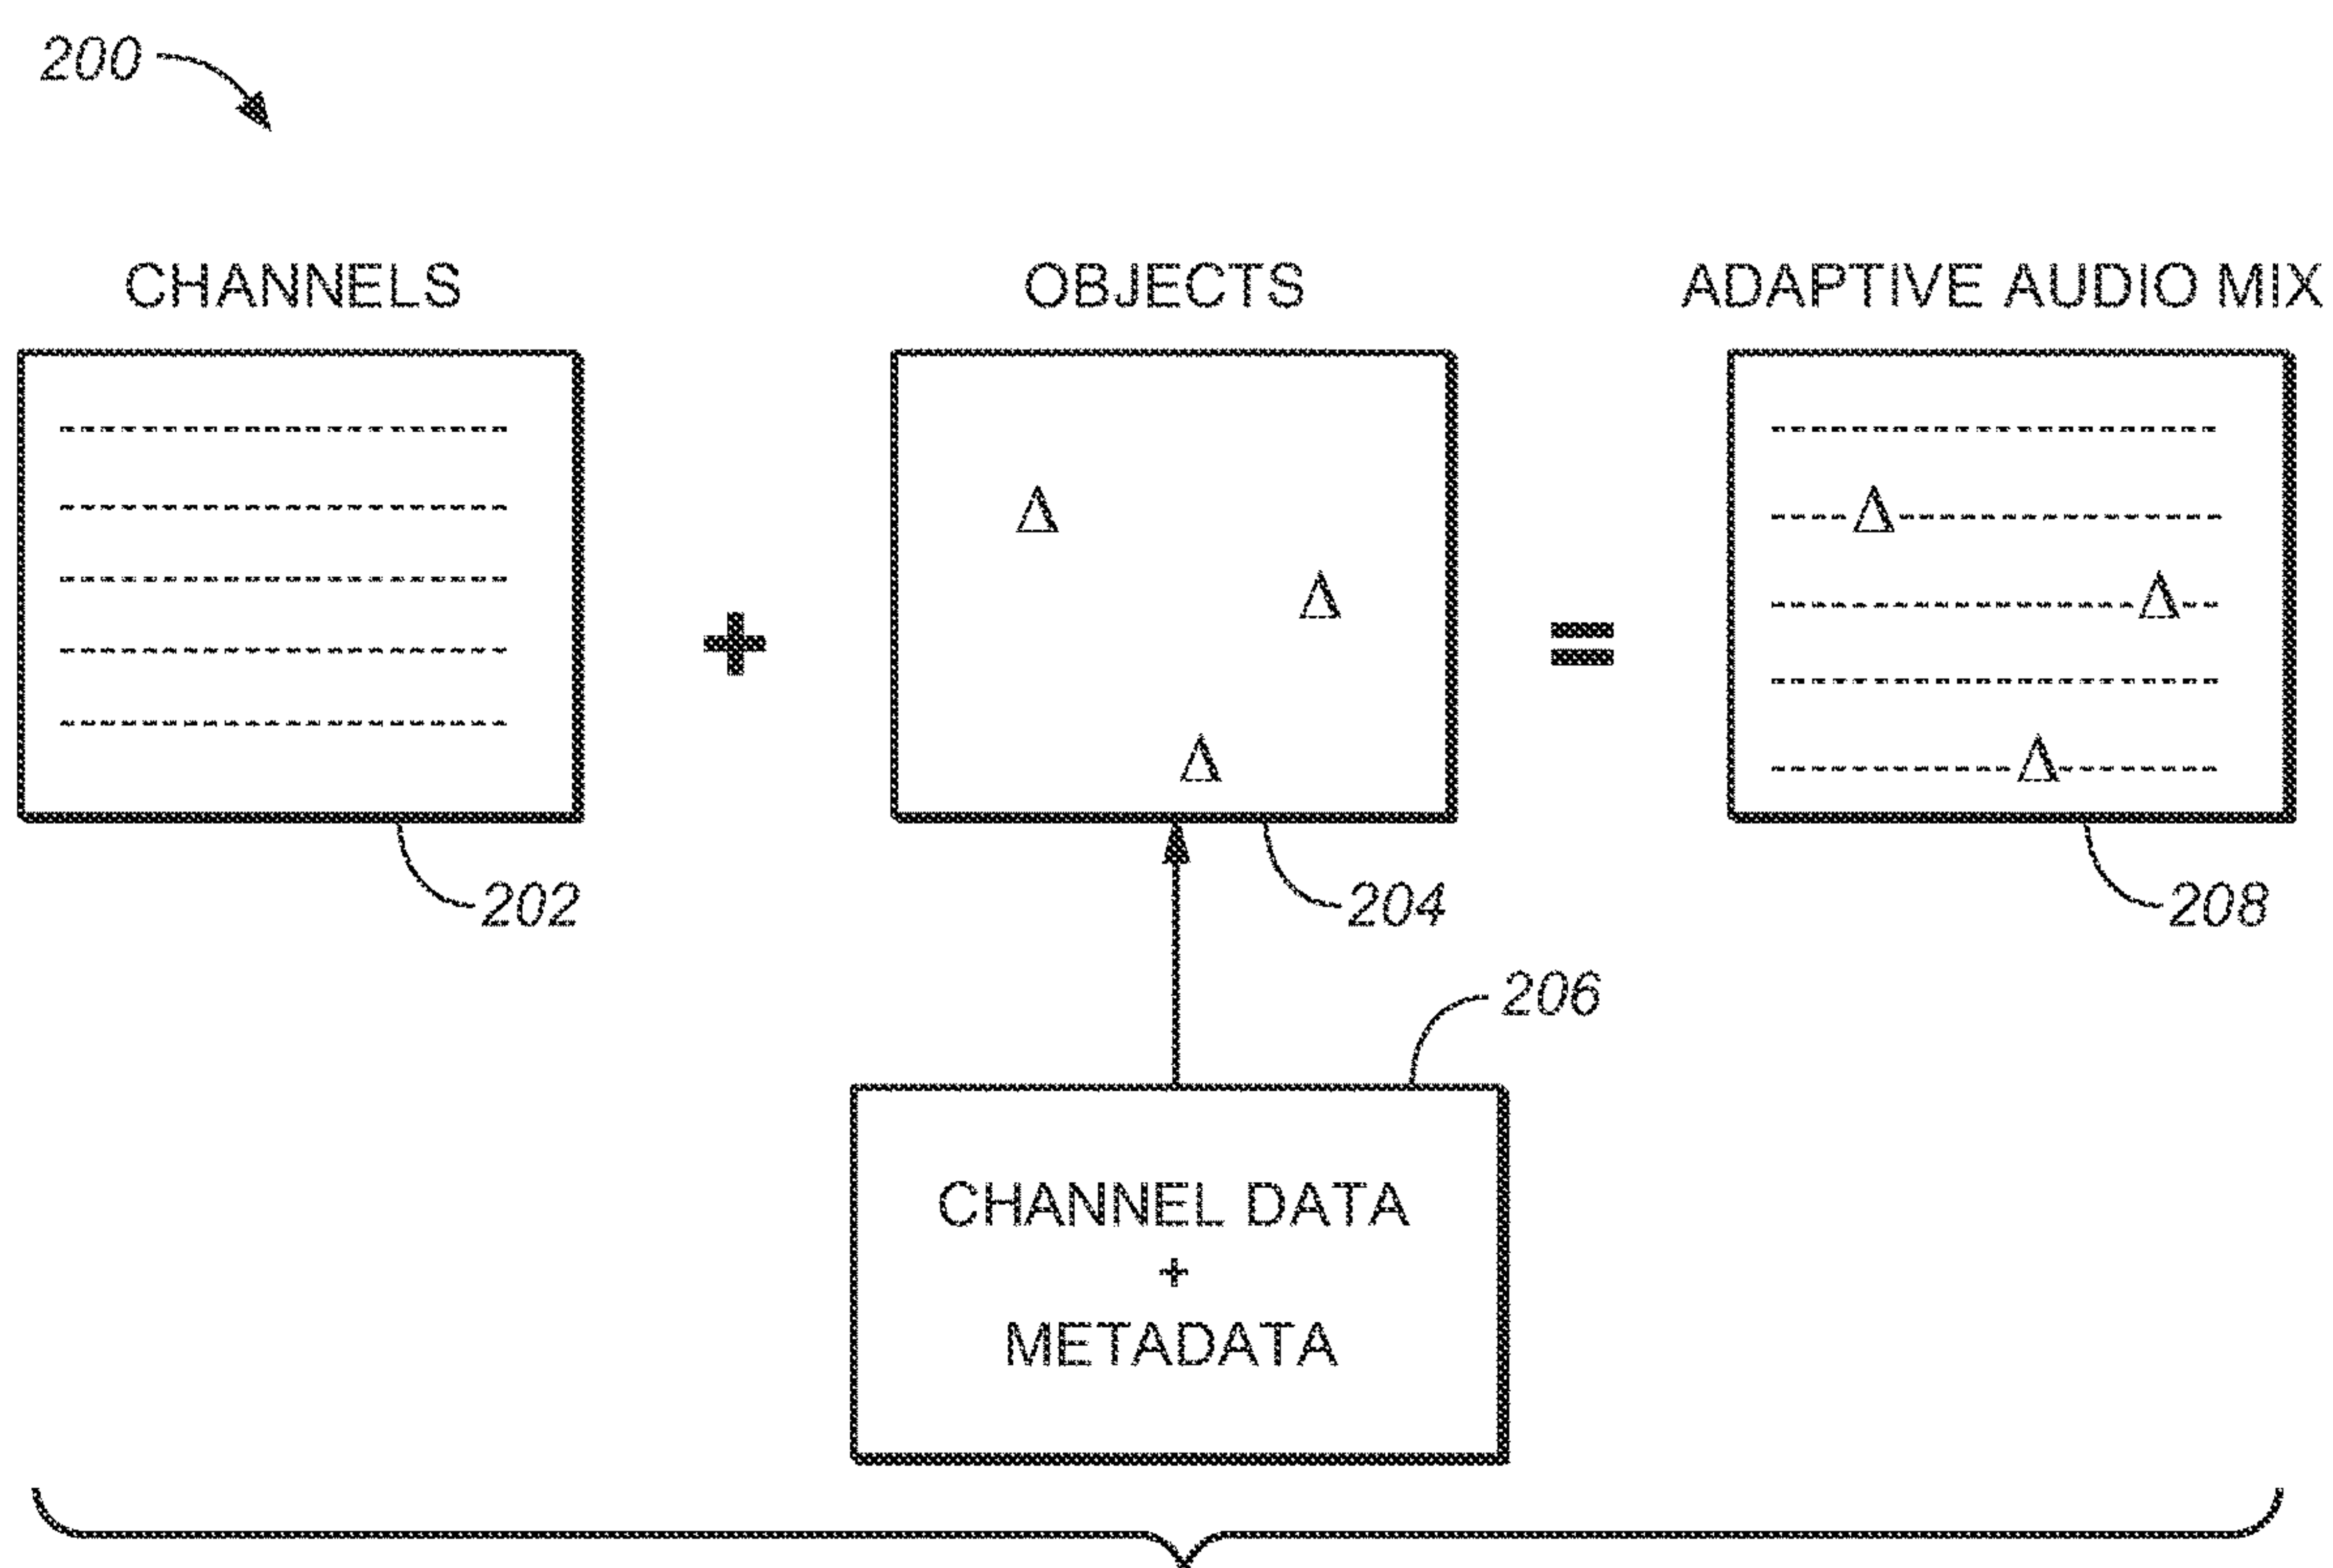 200
CHANNELS
OBJECTS
ADAPTIVE AUDIO MIX
+
=
202
204
208
206
CHANNEL DATA
+
METADATA